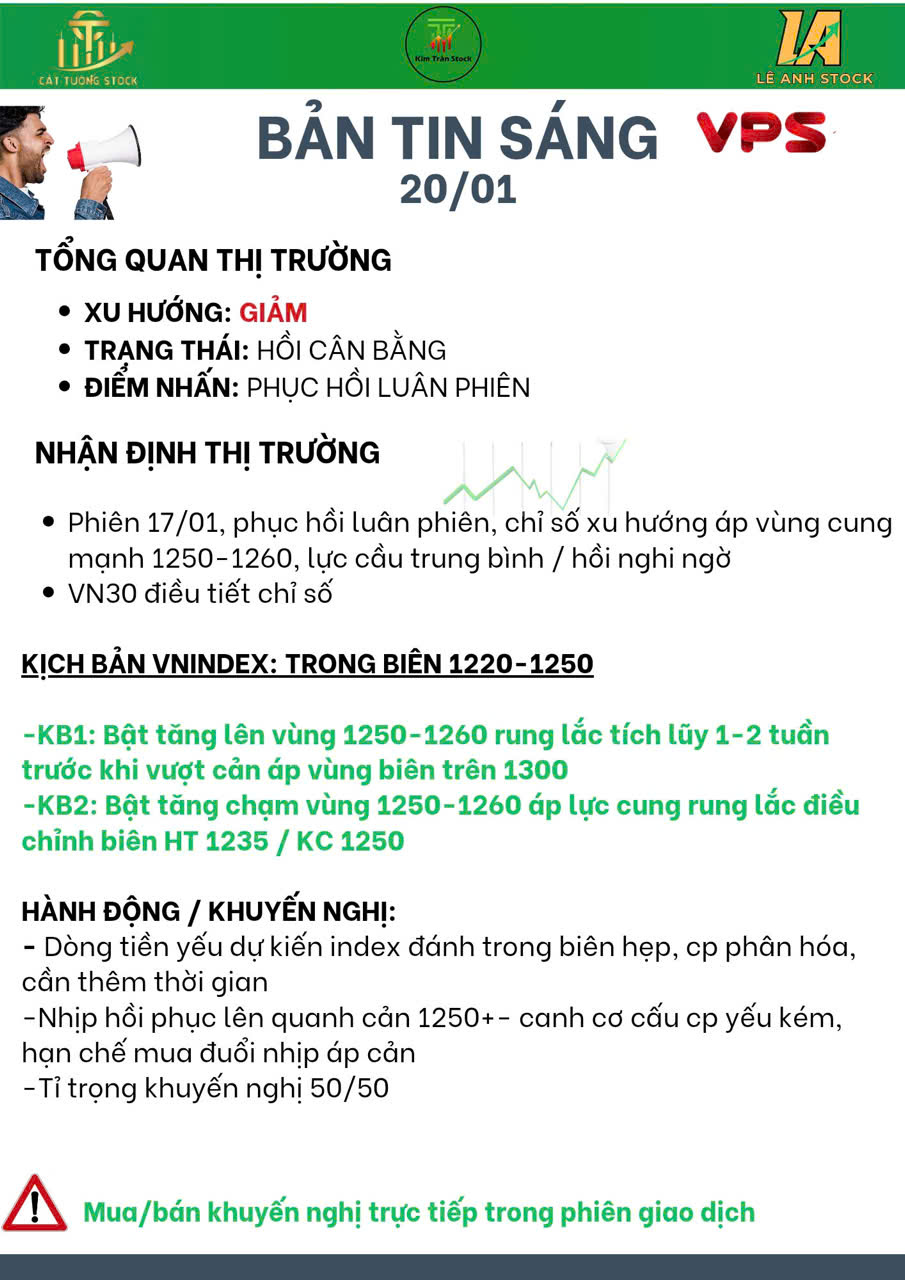 CÁT TƯỜNG STOCK
Kim Trần Stock
LÊ ANH STOCK
BẢN TIN SÁNG
VPS
20/01
TỔNG QUAN THỊ TRƯỜNG
• XU HƯỚNG: GIẢM
• TRẠNG THÁI: HỒI CÂN BẰNG
• ĐIỂM NHẤN: PHỤC HỒI LUÂN PHIÊN
NHẬN ĐỊNH THỊ TRƯỜNG
• Phiên 17/01, phục hồi luân phiên, chỉ số xu hướng áp vùng cung
mạnh 1250-1260, lực cầu trung bình / hồi nghi ngờ
• VN30 điều tiết chỉ số
KỊCH BẢN VNINDEX: TRONG BIÊN 1220-1250
-KB1: Bật tăng lên vùng 1250-1260 rung lắc tích lũy 1-2 tuần
trước khi vượt cản áp vùng biên trên 1300
-KB2: Bật tăng chạm vùng 1250-1260 áp lực cung rung lắc điều
chỉnh biên HT 1235 / KC 1250
HÀNH ĐỘNG / KHUYẾN NGHỊ:
- Dòng tiền yếu dự kiến index đánh trong biên hẹp, cp phân hóa,
cần thêm thời gian
-Nhịp hồi phục lên quanh cản 1250+- canh cơ cấu cp yếu kém,
hạn chế mua đuổi nhịp áp cản
-Tỉ trọng khuyến nghị 50/50
Mua/bán khuyến nghị trực tiếp trong phiên giao dịch